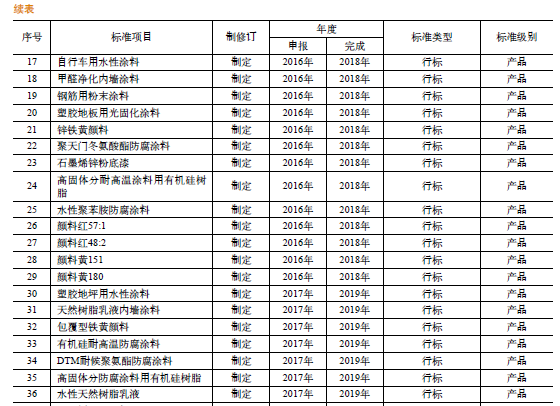 续表
序号 标准项目 制修订 年度 标准类型 标准级别
申报 完成
17 自行车用水性涂料 制定 2016年 2018年 行标 产品
18 甲醛净化内墙涂料 制定 2016年 2018年 行标 产品
19 钢筋用粉末涂料 制定 2016年 2018年 行标 产品
20 塑胶地板用光固化涂料 制定 2016年 2018年 行标 产品
21 锌铁黄颜料 制定 2016年 2018年 行标 产品
22 聚天门冬氨酸酯防腐涂料 制定 2016年 2018年 行标 产品
23 石墨烯锌粉底漆 制定 2016年 2018年 行标 产品
24 高固体分耐高温涂料用有机硅树 制定 2016年 2018年 行标 产品
脂
25 水性聚苯胺防腐涂料 制定 2016年 2018年 行标 产品
26 颜料红57:1 制定 2016年 2018年 行标 产品
27 颜料红48:2 制定 2016年 2018年 行标 产品
28 颜料黄151 制定 2016年 2018年 行标 产品
29 颜料黄180 制定 2016年 2018年 行标 产品
30 塑胶地坪用水性涂料 制定 2017年 2019年 行标 产品
31 天然树脂乳液内墙涂料 制定 2017年 2019年 行标 产品
32 包覆型铁黄颜料 制定 2017年 2019年 行标 产品
33 有机硅耐高温防腐涂料 制定 2017年 2019年 行标 产品
34 DTM耐候聚氨酯防腐涂料 制定 2017年 2019年 行标 产品
35 高固体分防腐涂料用有机硅树脂 制定 2017年 2019年 行标 产品
36 水性天然树脂乳液 制定 2017年 2019年 行标 产品